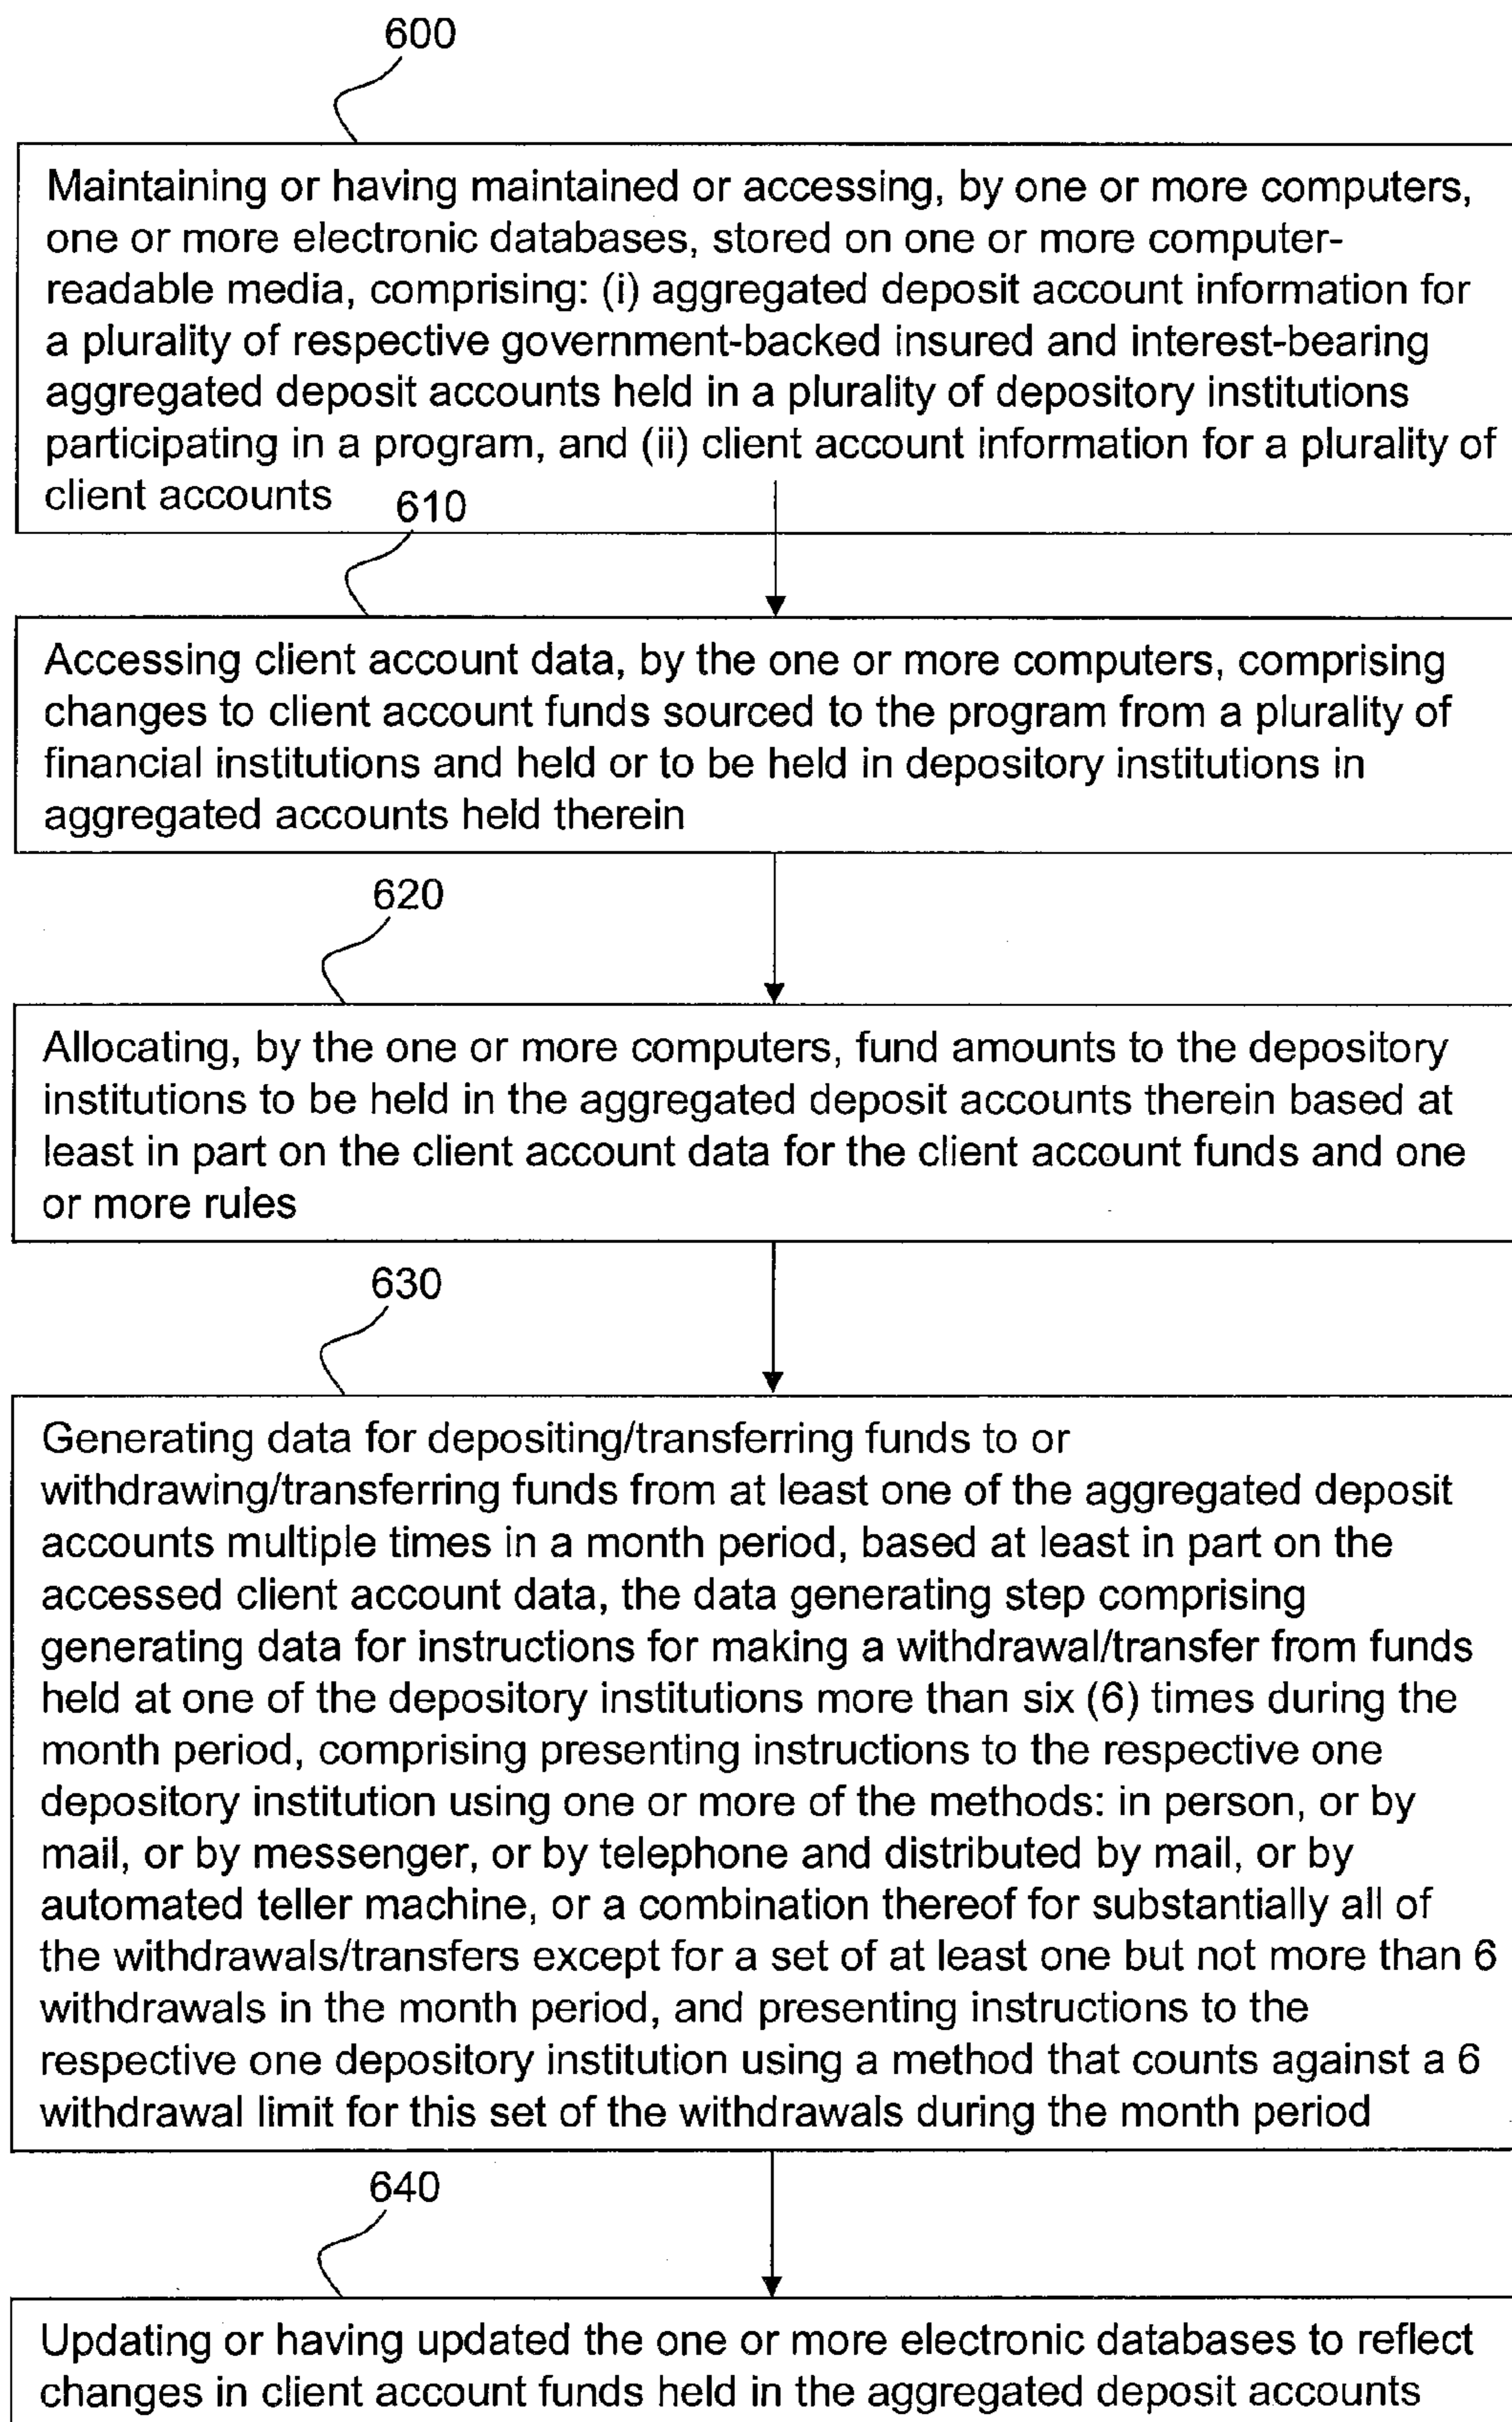 600
Maintaining or having maintained or accessing, by one or more computers,
one or more electronic databases, stored on one or more computer-
readable media, comprising: (i) aggregated deposit account information for
a plurality of respective government-backed insured and interest-bearing
aggregated deposit accounts held in a plurality of depository institutions
participating in a program, and (ii) client account information for a plurality of
client accounts
610
Accessing client account data, by the one or more computers, comprising
changes to client account funds sourced to the program from a plurality of
financial institutions and held or to be held in depository institutions in
aggregated accounts held therein
620
Allocating, by the one or more computers, fund amounts to the depository
institutions to be held in the aggregated deposit accounts therein based at
least in part on the client account data for the client account funds and one
or more rules
630
Generating data for depositing/transferring funds to or
withdrawing/transferring funds from at least one of the aggregated deposit
accounts multiple times in a month period, based at least in part on the
accessed client account data, the data generating step comprising
generating data for instructions for making a withdrawal/transfer from funds
held at one of the depository institutions more than six (6) times during the
month period, comprising presenting instructions to the respective one
depository institution using one or more of the methods: in person, or by
mail, or by messenger, or by telephone and distributed by mail, or by
automated teller machine, or a combination thereof for substantially all of
the withdrawals/transfers except for a set of at least one but not more than 6
withdrawals in the month period, and presenting instructions to the
respective one depository institution using a method that counts against a 6
withdrawal limit for this set of the withdrawals during the month period
640
Updating or having updated the one or more electronic databases to reflect
changes in client account funds held in the aggregated deposit accounts